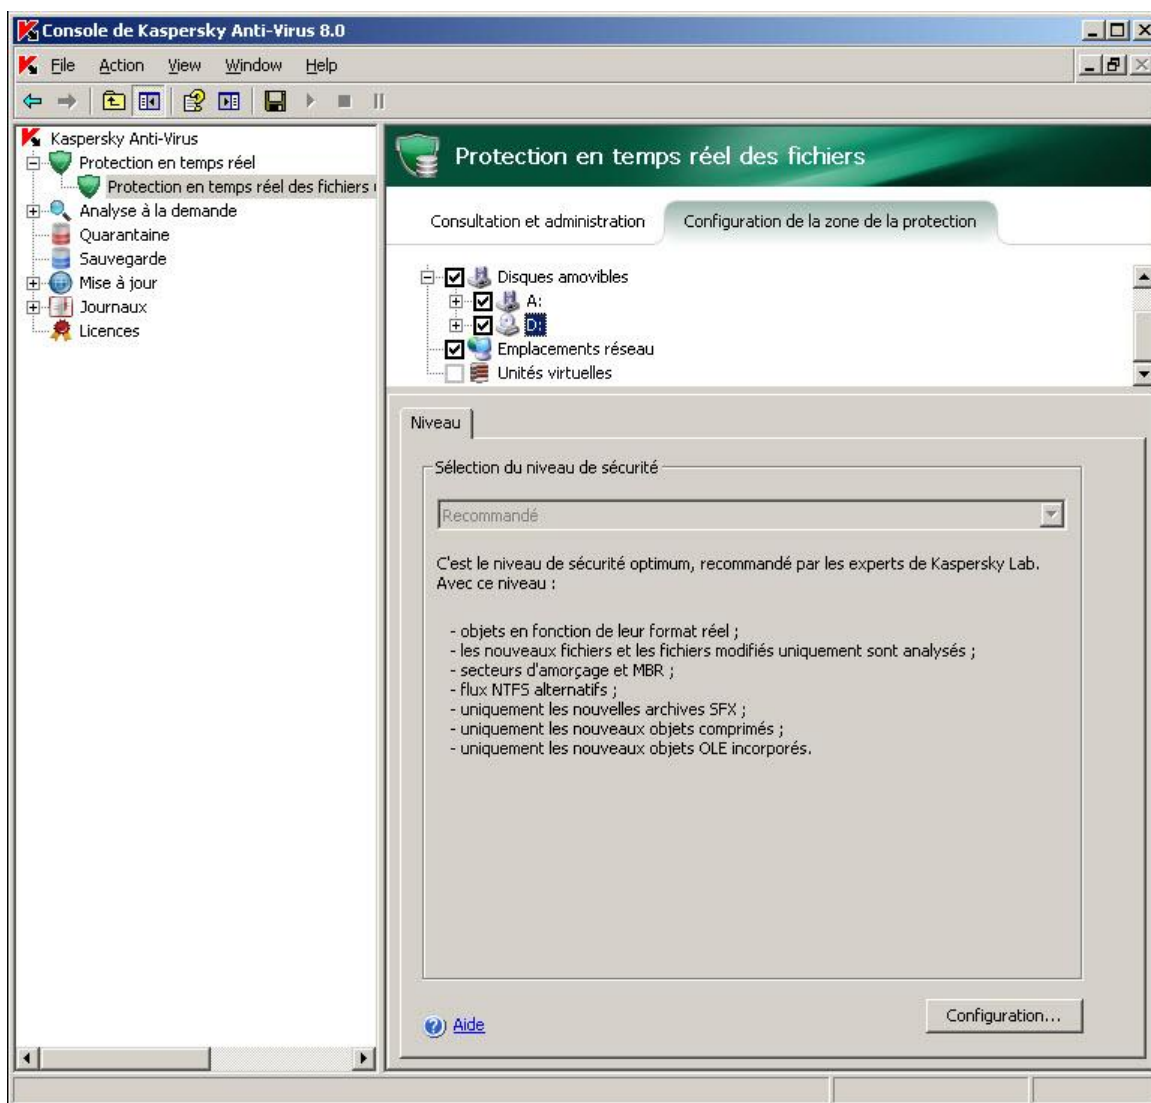 Console de Kaspersky Anti-Virus 8.0
File Action View Window Help
Kaspersky Anti-Virus
Protection en temps réel
Protection en temps réel des fichiers
Analyse à la demande
Quarantaine
Sauvegarde
Mise à jour
Journaux
Licences
Protection en temps réel des fichiers
Consultation et administration
Configuration de la zone de la protection
Disques amovibles
A:
D:
Emplacements réseau
Unités virtuelles
Niveau
Sélection du niveau de sécurité
Recommandé
C'est le niveau de sécurité optimum, recommandé par les experts de Kaspersky Lab.
Avec ce niveau :
- objets en fonction de leur format réel ;
- les nouveaux fichiers et les fichiers modifiés uniquement sont analysés ;
- secteurs d'amorçage et MBR ;
- flux NTFS alternatifs ;
- uniquement les nouvelles archives SFX ;
- uniquement les nouveaux objets comprimés ;
- uniquement les nouveaux objets OLE incorporés.
Aide
Configuration...